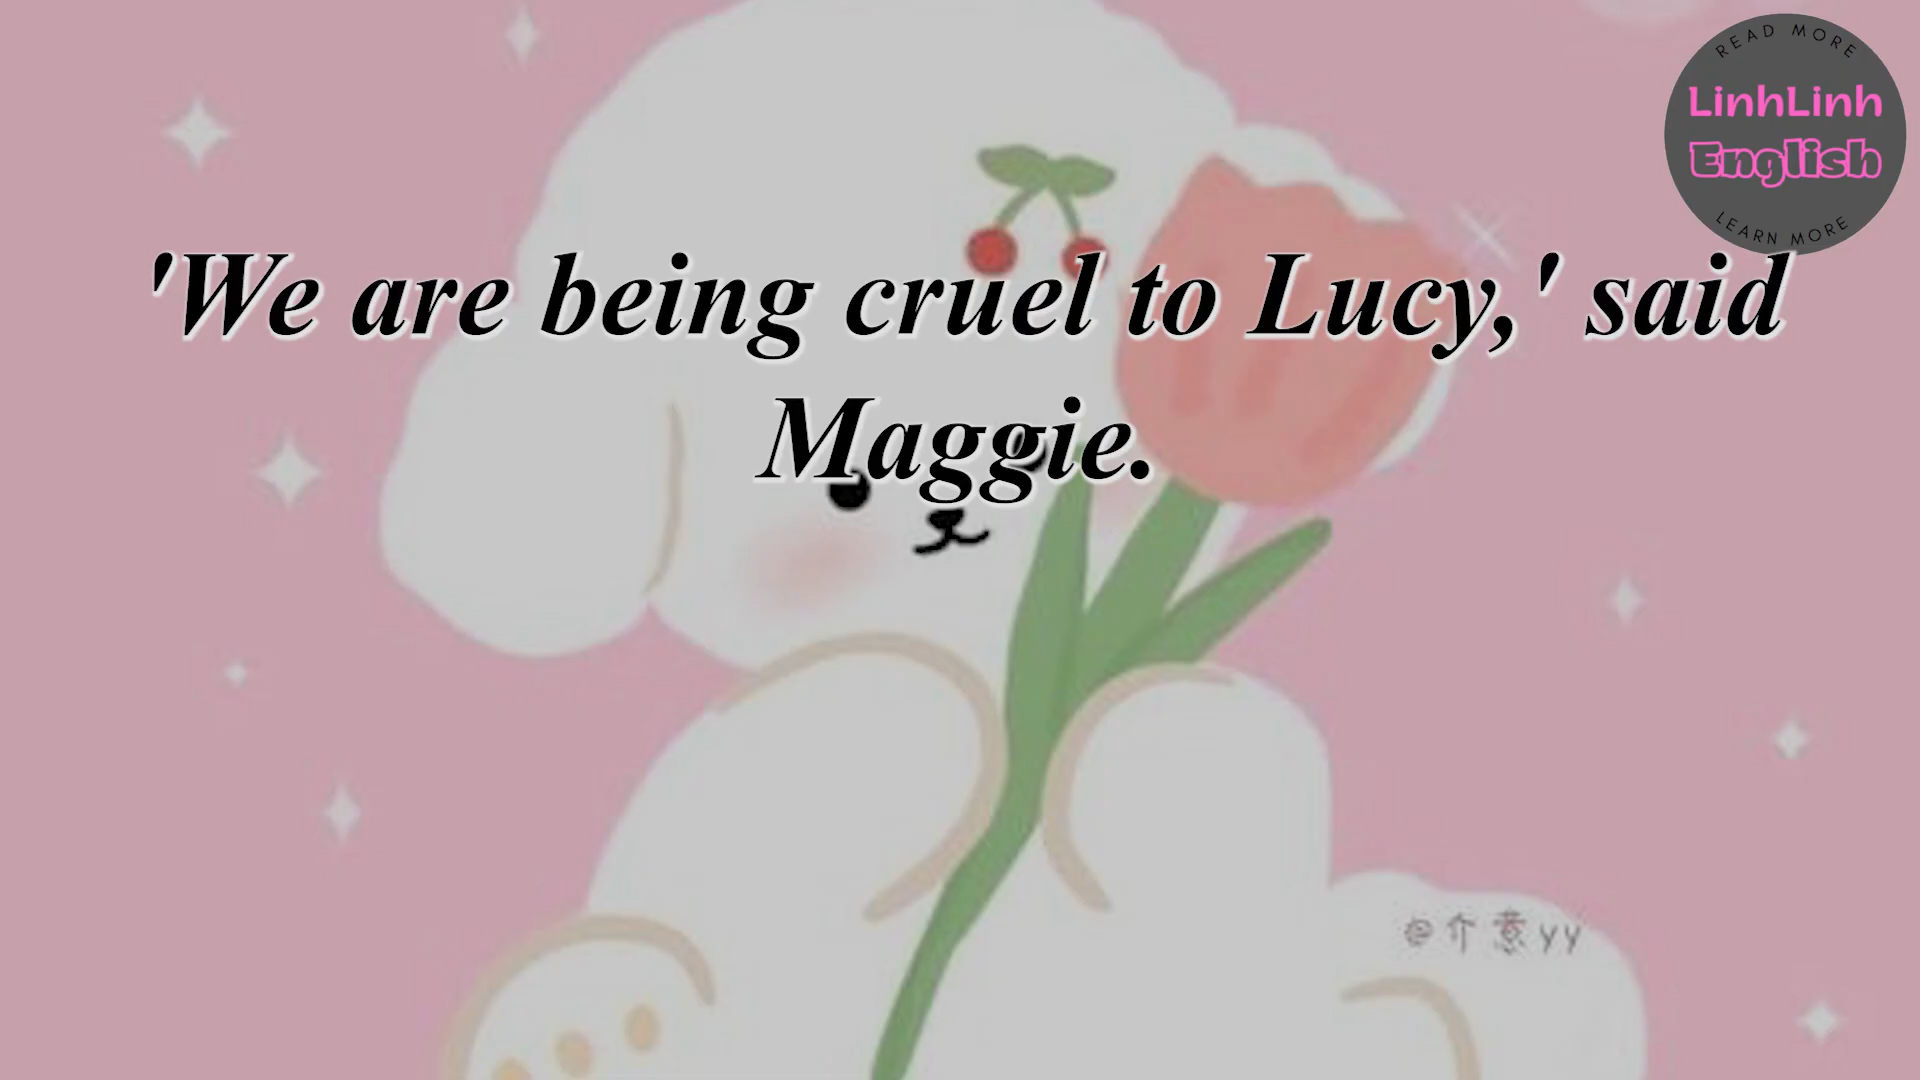 READ MORE
LinhLinh
English
LEARN MORE
'We are being cruel to Lucy,' said
Maggie.
@介意yy